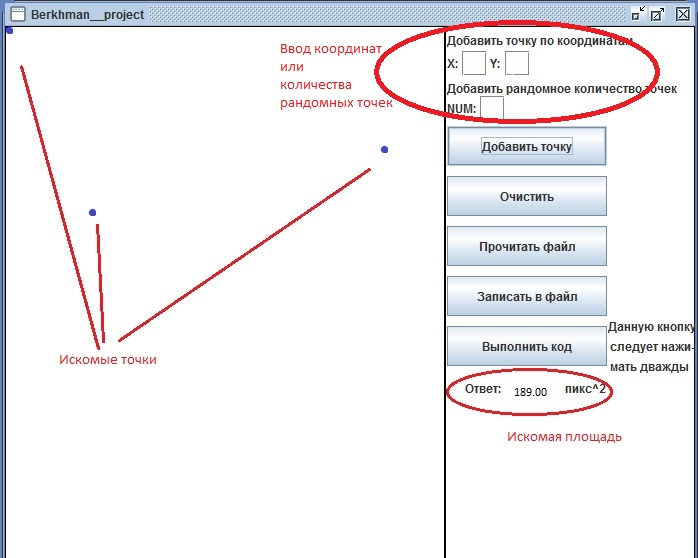 Berkhman__project
Ввод координат
или
количества
рандомных точек
Добавить точку по координатам
X: Y:
Добавить рандомное количество точек
NUM:
Добавить точку
Очистить
Прочитать файл
Записать в файл
Выполнить код
Данную кнопку
следует нажи-
мать дважды
Искомые точки
Ответ: 189.00 пикс^2
Искомая площадь